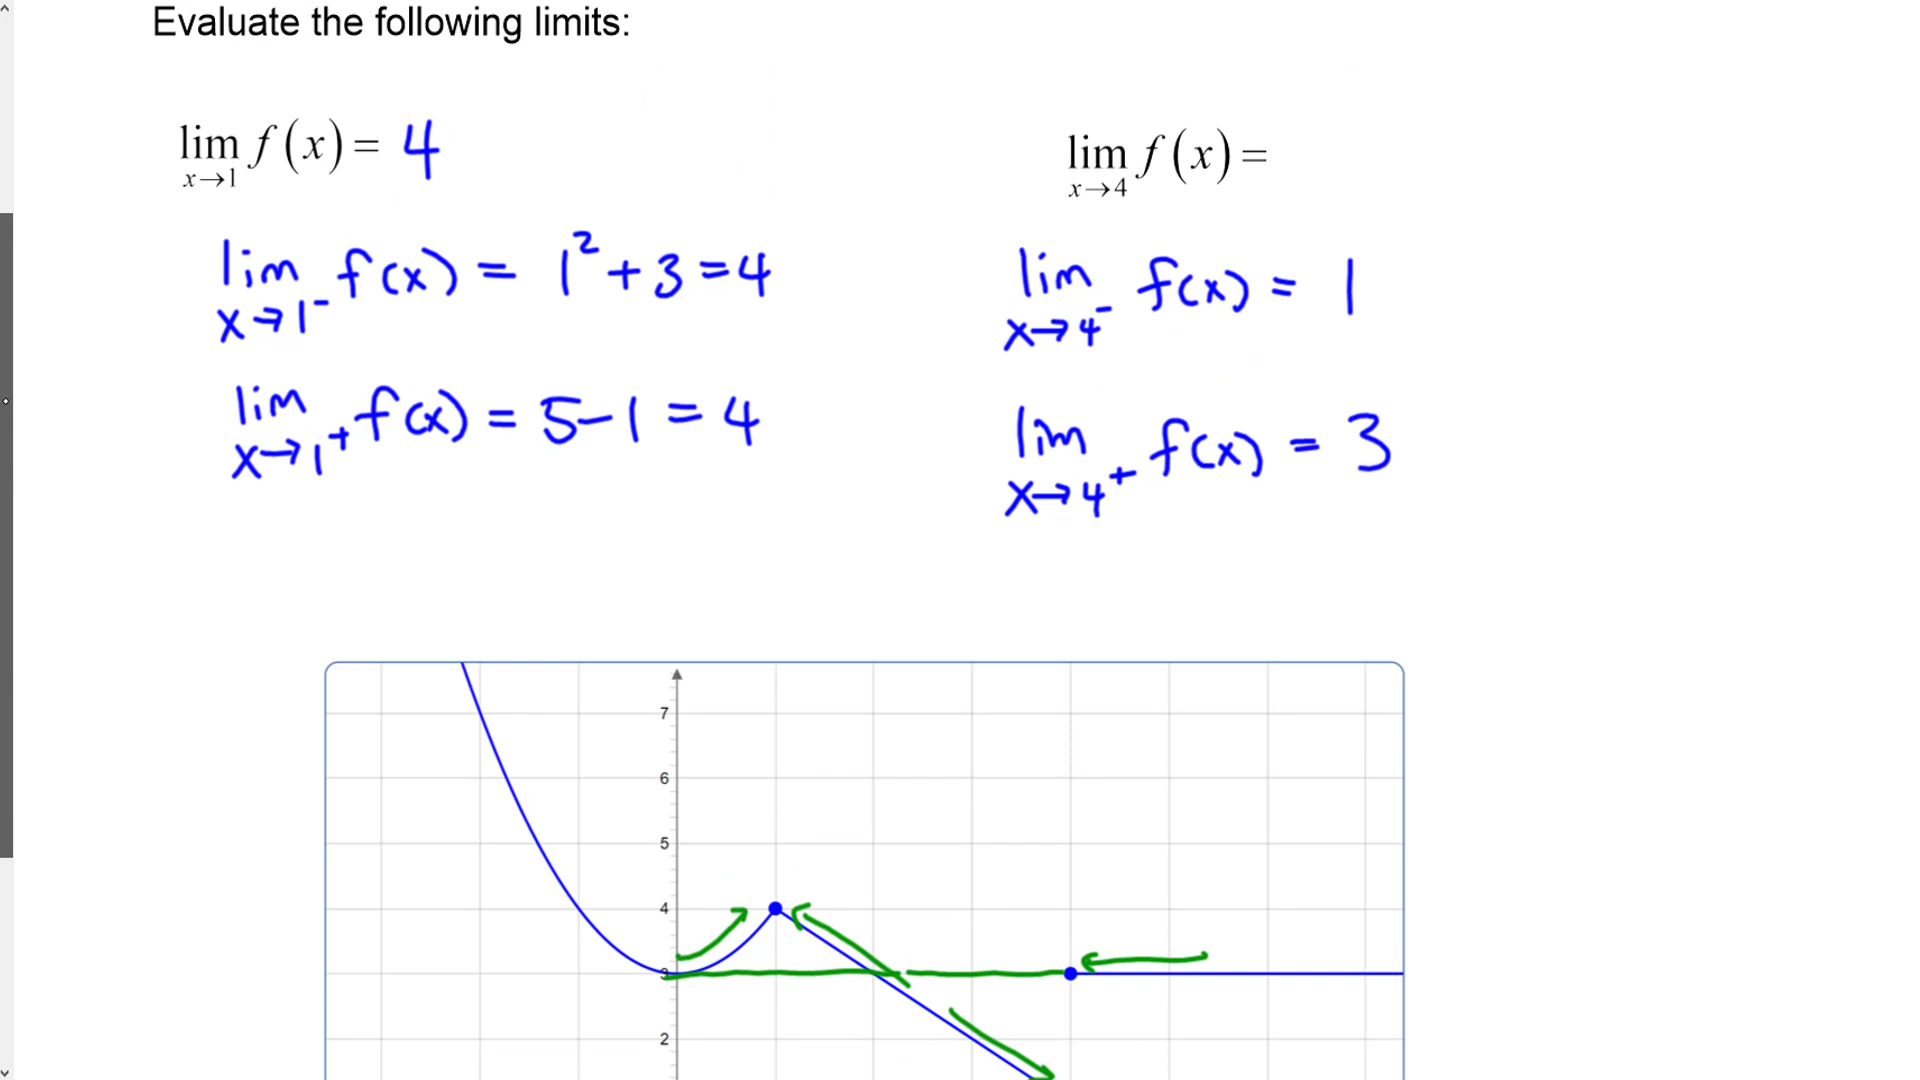 Evaluate the following limits:
lim f(x) = 4
x→1
lim f(x) = 1² + 3 = 4
x→1⁻
lim f(x) = 5 - 1 = 4
x→1⁺
lim f(x) =
x→4
lim f(x) = 1
x→4⁻
lim f(x) = 3
x→4⁺
7
6
5
4
3
2